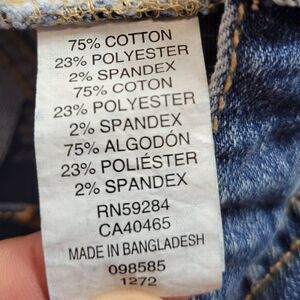 75% COTTON
23% POLYESTER
2% SPANDEX
75% COTON
23% POLYESTER
2% SPANDEX
75% ALGODÓN
23% POLIÉSTER
2% SPANDEX
RN59284
CA40465
MADE IN BANGLADESH
098585
1272